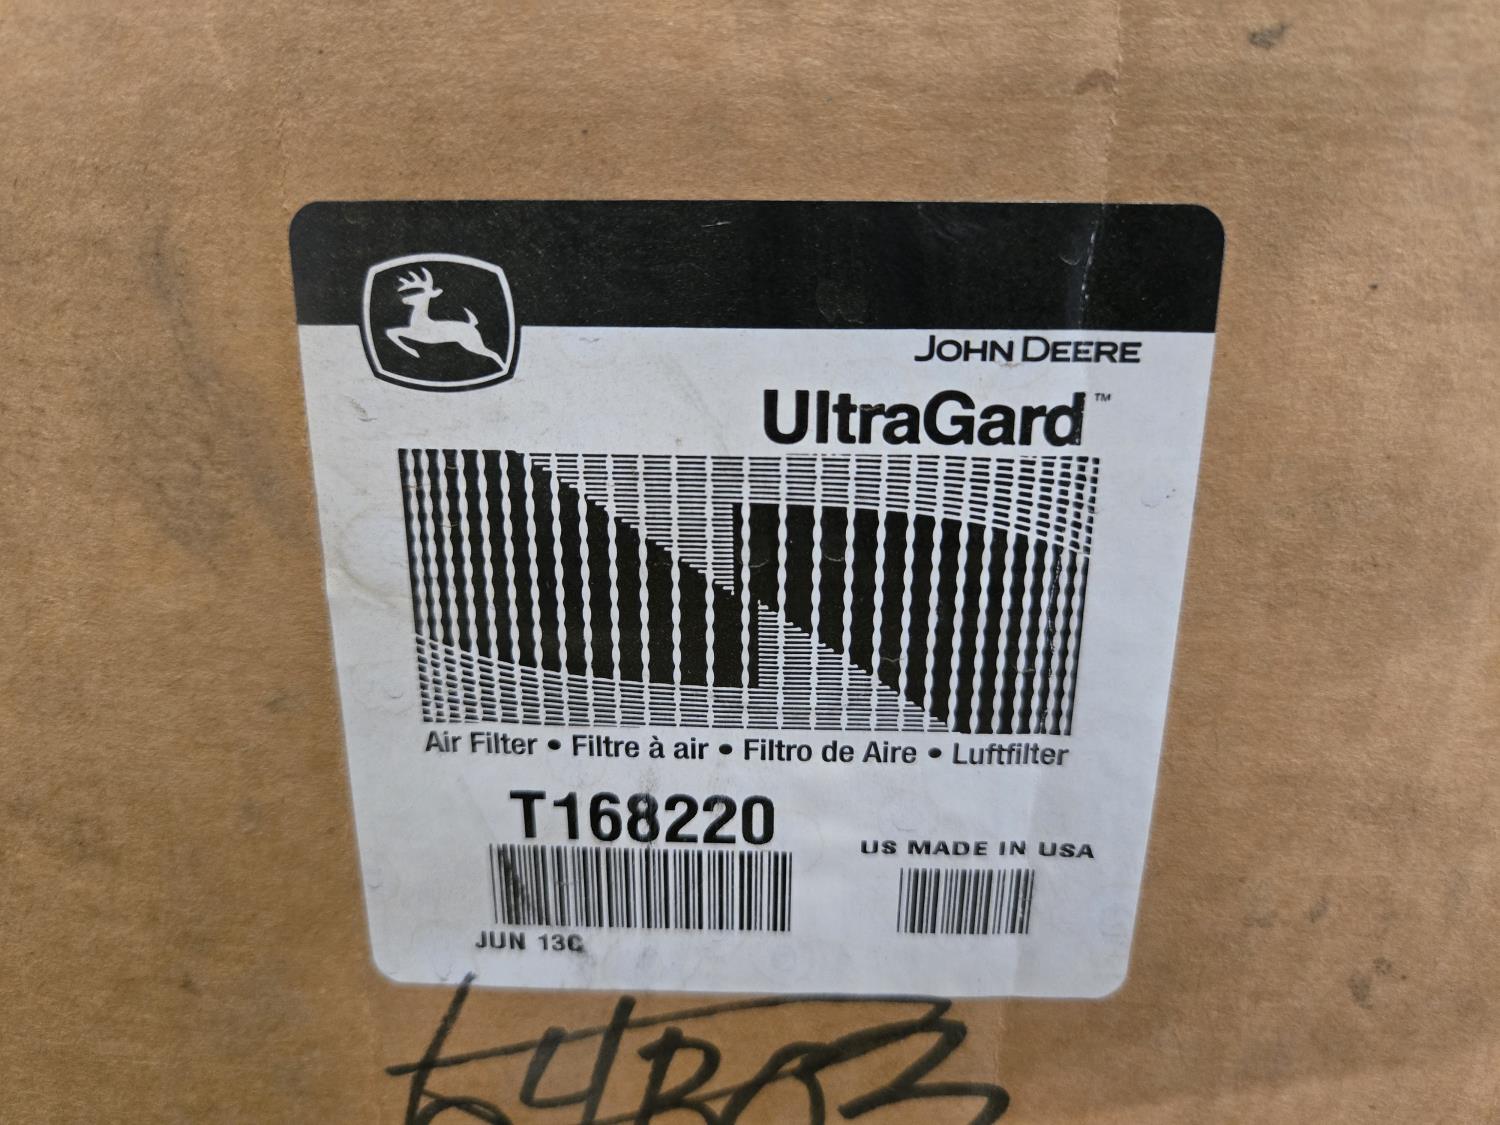 JOHN DEERE
UltraGard™
Air Filter • Filtre à air • Filtro de Aire • Luftfilter
T168220
US MADE IN USA
JUN 13C